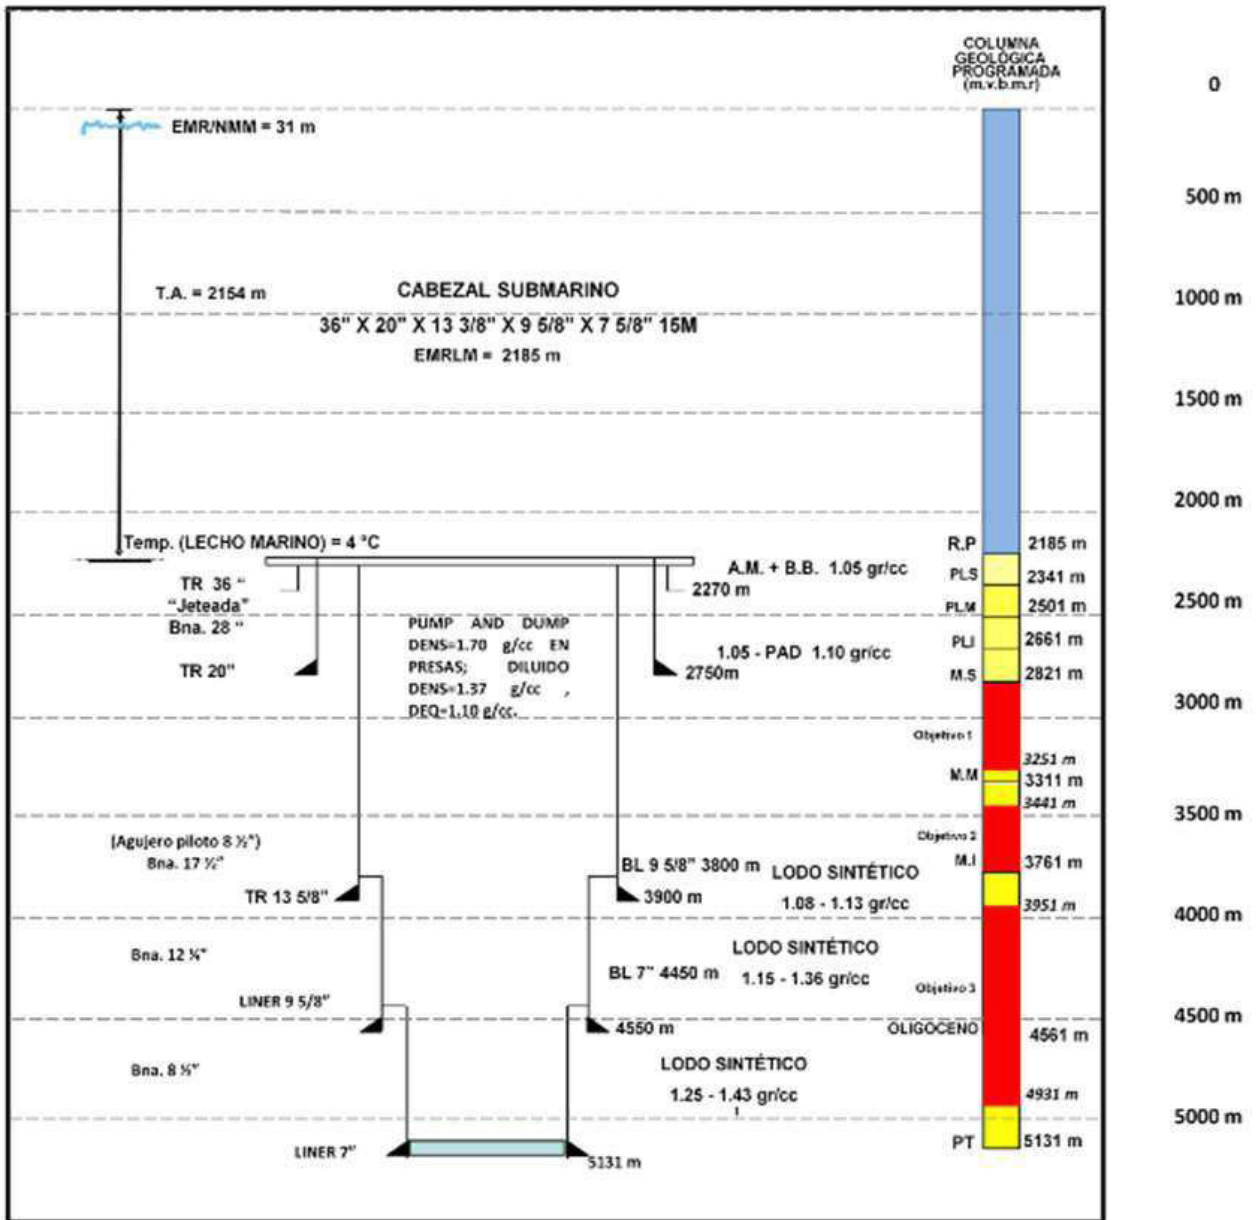 COLUMNA
GEOLÓGICA
PROGRAMADA
(m.v.b.m.r)
0
EMR/NMM = 31 m
500 m
T.A. = 2154 m
CABEZAL SUBMARINO
1000 m
36" X 20" X 13 3/8" X 9 5/8" X 7 5/8" 15M
EMRLM = 2185 m
1500 m
2000 m
Temp. (LECHO MARINO) = 4 °C
R.P 2185 m
A.M. + B.B. 1.05 gr/cc
PLS 2341 m
TR 36 "
"Jeteada"
Bna. 28 "
2270 m
PLM 2501 m
2500 m
PUMP AND DUMP
DENS=1.70 g/cc EN
PRESAS; DILUIDO
DENS=1.37 g/cc ,
DEQ=1.10 g/cc.
1.05 - PAD 1.10 gr/cc
PLI 2661 m
TR 20"
2750m
M.S 2821 m
3000 m
Objetivo 1
3251 m
M.M 3311 m
3441 m
3500 m
(Agujero piloto 8 ½")
Bna. 17 ½"
Objetivo 2
M.I 3761 m
BL 9 5/8" 3800 m
LODO SINTÉTICO
TR 13 5/8"
3900 m
1.08 - 1.13 gr/cc
3951 m
4000 m
Bna. 12 ¼"
LODO SINTÉTICO
BL 7" 4450 m
1.15 - 1.36 gr/cc
Objetivo 3
LINER 9 5/8"
4500 m
4550 m
OLIGOCENO 4561 m
Bna. 8 ½"
LODO SINTÉTICO
1.25 - 1.43 gr/cc
4931 m
5000 m
LINER 7"
5131 m
PT 5131 m